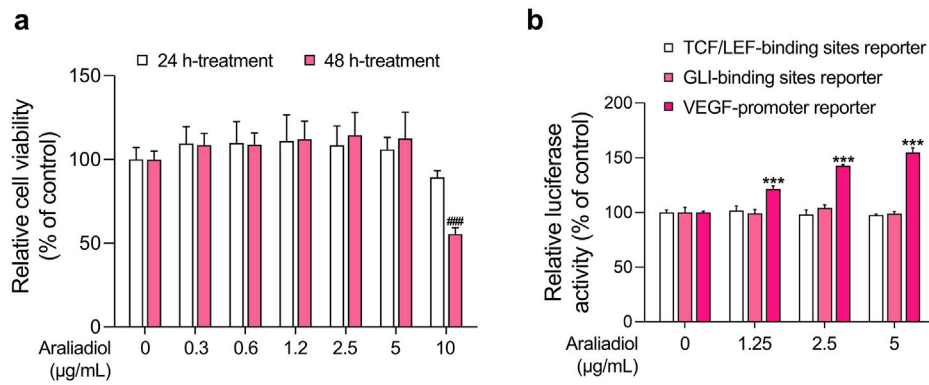 a
24 h-treatment
48 h-treatment
Relative cell viability
(% of control)
150
100
50
0
###
Araliadiol
(µg/mL)
0 0.3 0.6 1.2 2.5 5 10
b
TCF/LEF-binding sites reporter
GLI-binding sites reporter
VEGF-promoter reporter
Relative luciferase
activity (% of control)
200
150
100
50
0
*** *** ***
Araliadiol
(µg/mL)
0 1.25 2.5 5